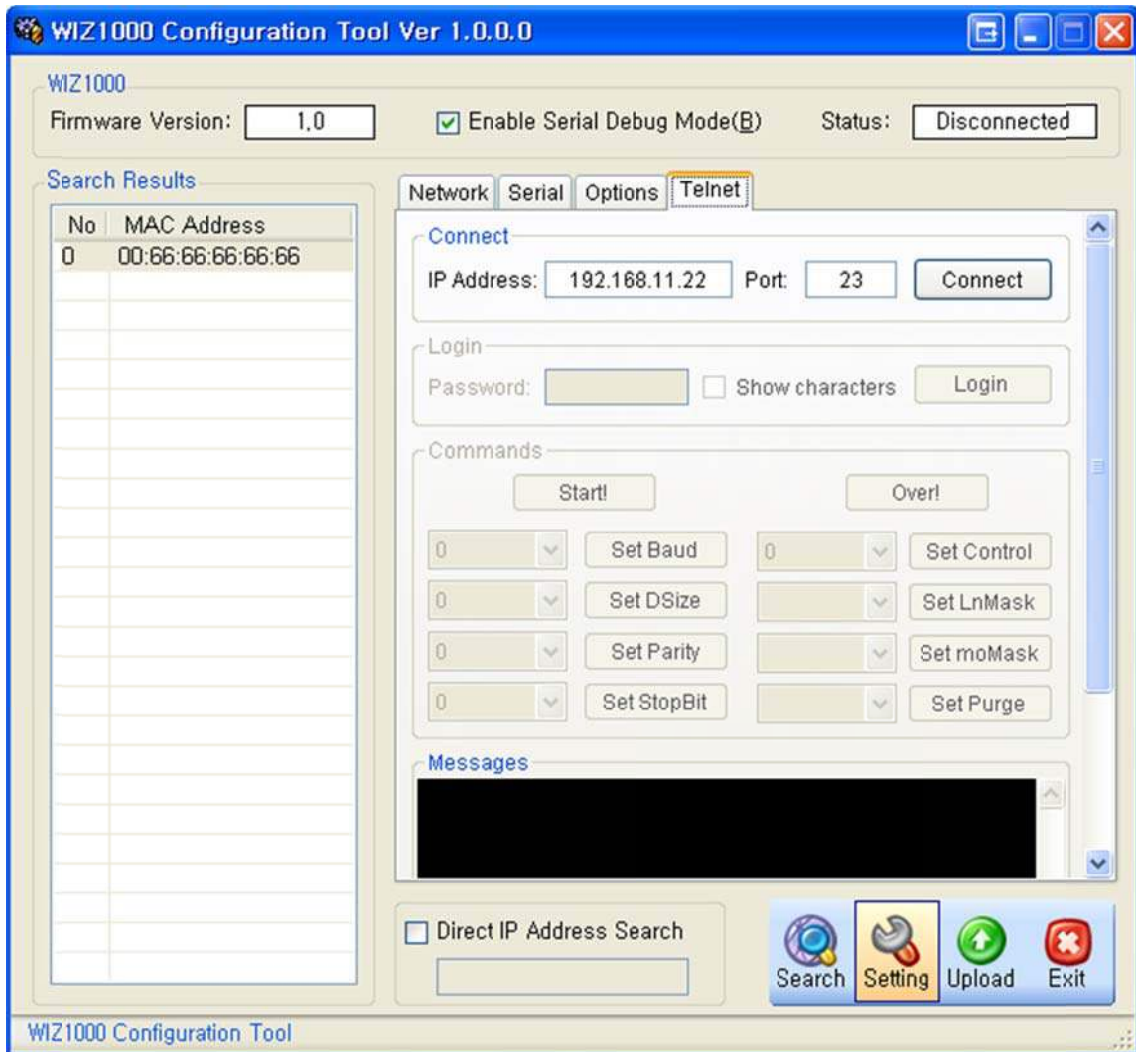 WIZ1000 Configuration Tool Ver 1.0.0.0
WIZ1000
Firmware Version: 1,0 Enable Serial Debug Mode(B) Status: Disconnected
Search Results
No MAC Address
0 00:66:66:66:66:66
Network Serial Options Telnet
Connect
IP Address: 192.168.11.22 Port: 23 Connect
Login
Password: Show characters Login
Commands
Start! Over!
0 Set Baud 0 Set Control
0 Set DSize Set LnMask
0 Set Parity Set moMask
0 Set StopBit Set Purge
Messages
Direct IP Address Search
Search Setting Upload Exit
WIZ1000 Configuration Tool